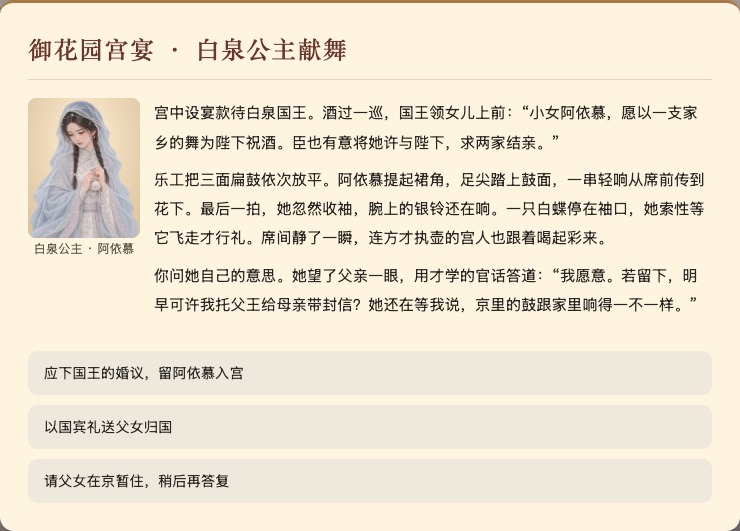 御花园宫宴 · 白泉公主献舞
宫中设宴款待白泉国王。酒过一巡，国王领女儿上前：“小女阿依慕，愿以一支家
乡的舞为陛下祝酒。臣也有意将她许与陛下，求两家结亲。”
乐工把三面扁鼓依次放平。阿依慕提起裙角，足尖踏上鼓面，一串轻响从席前传到
花下。最后一拍，她忽然收袖，腕上的银铃还在响。一只白蝶停在袖口，她索性等
它飞走才行礼。席间静了一瞬，连方才执壶的宫人也跟着喝起彩来。
白泉公主 · 阿依慕
你问她自己的意思。她望了父亲一眼，用才学的官话答道：“我愿意。若留下，明
早可许我托父王给母亲带封信？她还在等我说，京里的鼓跟家里响得一不一样。”
应下国王的婚议，留阿依慕入宫
以国宾礼送父女归国
请父女在京暂住，稍后再答复